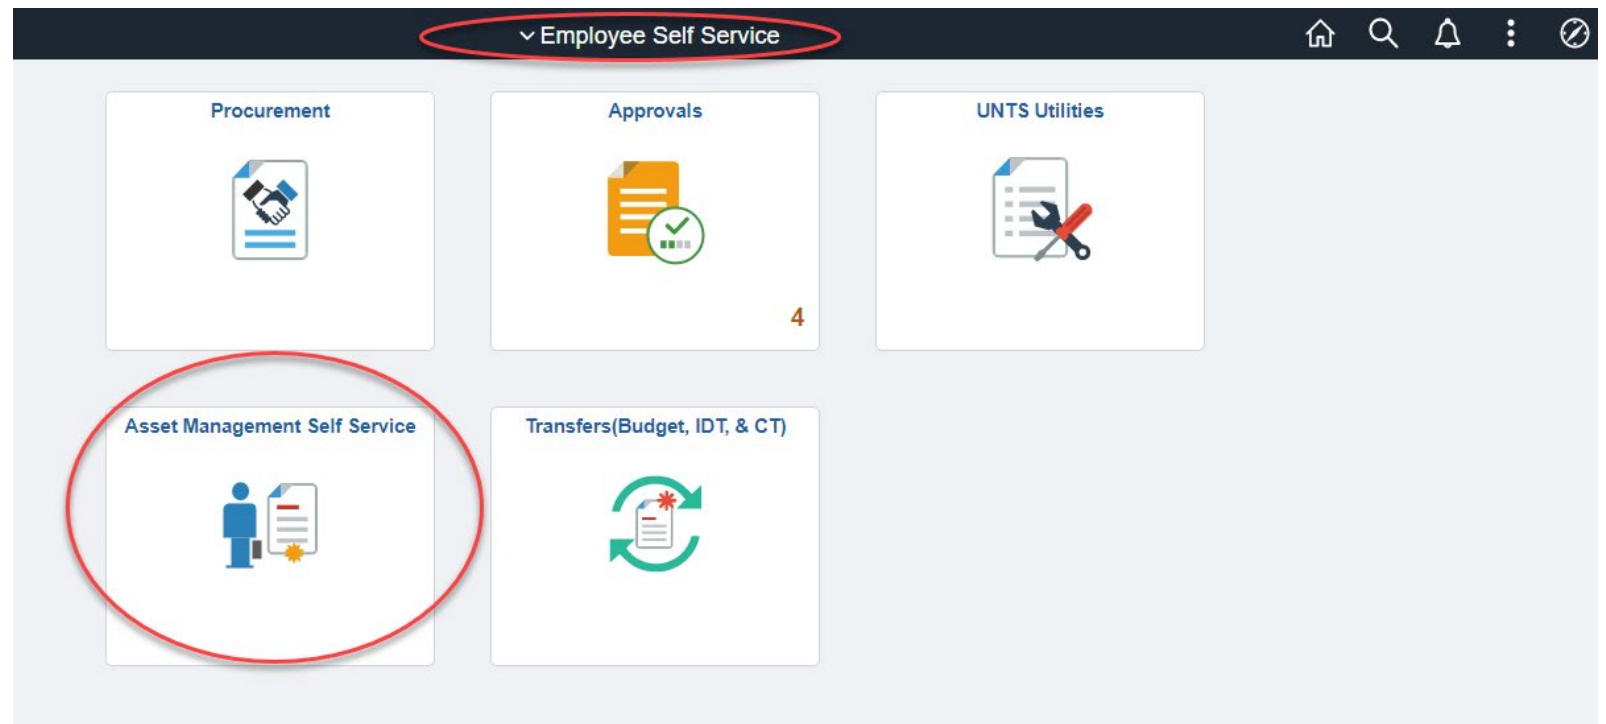 Employee Self Service
Procurement
Approvals
UNTS Utilities
4
Asset Management Self Service
Transfers(Budget, IDT, & CT)